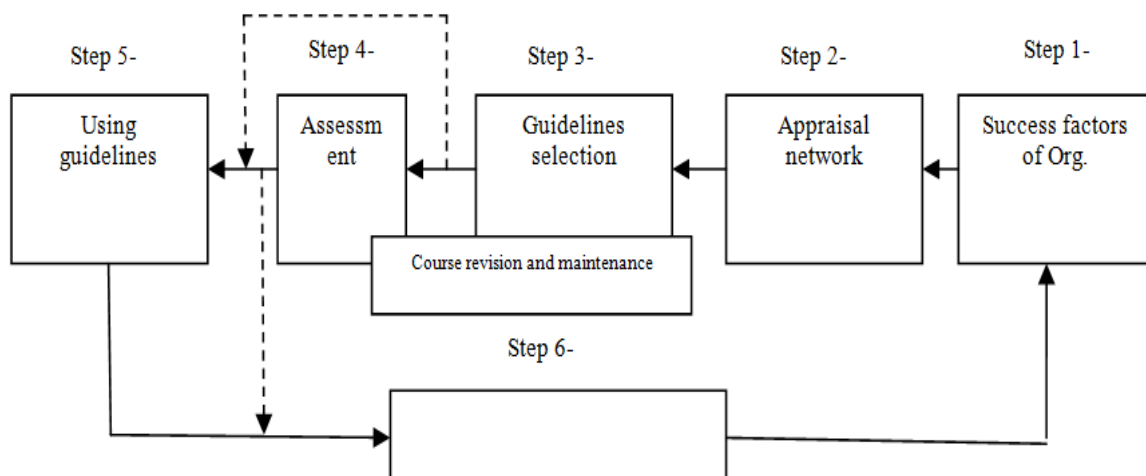 Step 5-
Step 4-
Step 3-
Step 2-
Step 1-
Using
guidelines
Assessm
ent
Guidelines
selection
Appraisal
network
Success factors
of Org.
Course revision and maintenance
Step 6-